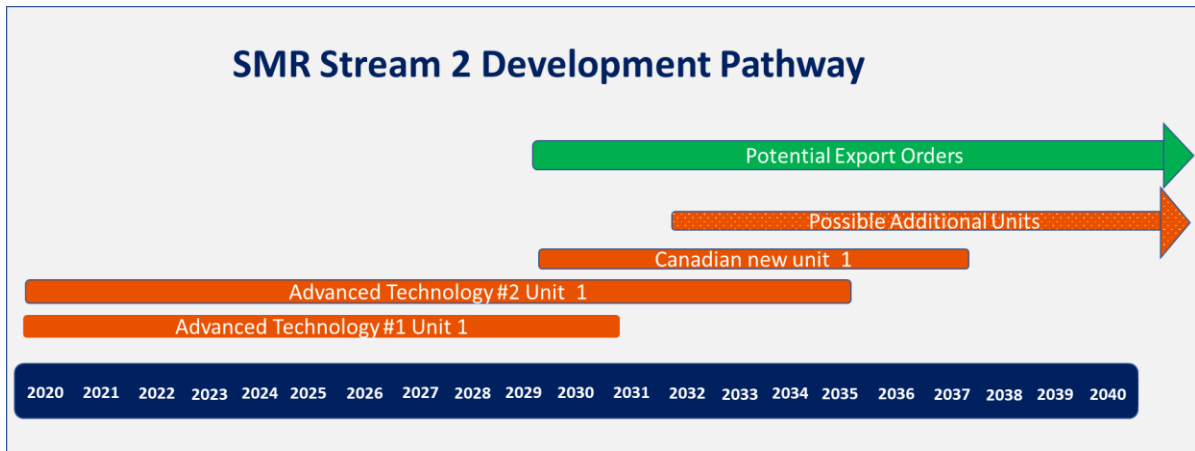 SMR Stream 2 Development Pathway
Potential Export Orders
Possible Additional Units
Canadian new unit 1
Advanced Technology #2 Unit 1
Advanced Technology #1 Unit 1
2020 2021 2022 2023 2024 2025 2026 2027 2028 2029 2030 2031 2032 2033 2034 2035 2036 2037 2038 2039 2040